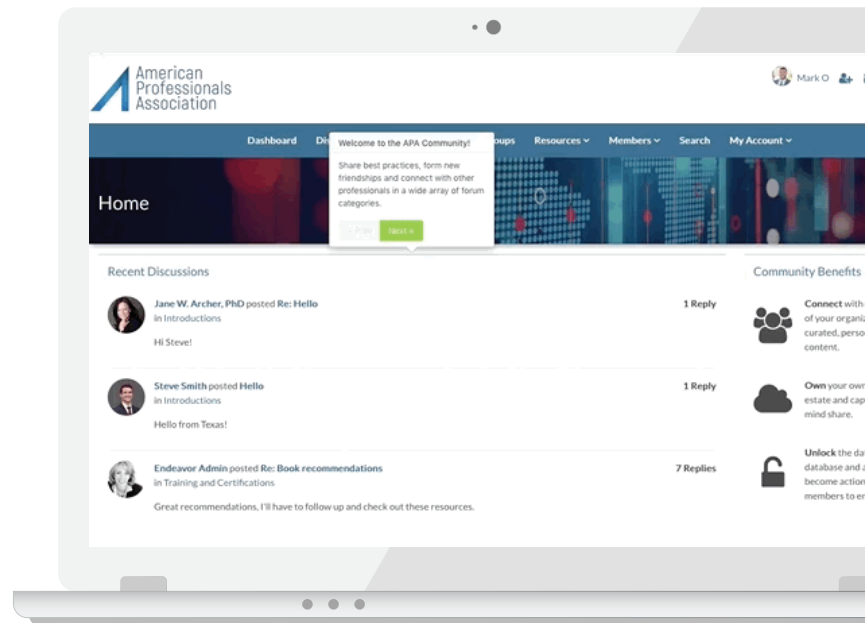 American
Professionals
Association
Mark O
Dashboard Di oups Resources Members Search My Account
Welcome to the APA Community!
Share best practices, form new
friendships and connect with other
professionals in a wide array of forum
categories.
« Prev Next »
Home
Recent Discussions
Jane W. Archer, PhD posted Re: Hello
1 Reply
in Introductions
Hi Steve!
Steve Smith posted Hello
1 Reply
in Introductions
Hello from Texas!
Endeavor Admin posted Re: Book recommendations
7 Replies
in Training and Certifications
Great recommendations, I'll have to follow up and check out these resources.
Community Benefits
Connect with
of your organiz
curated, perso
content.
Own your own
estate and cap
mind share.
Unlock the da
database and a
become action
members to en